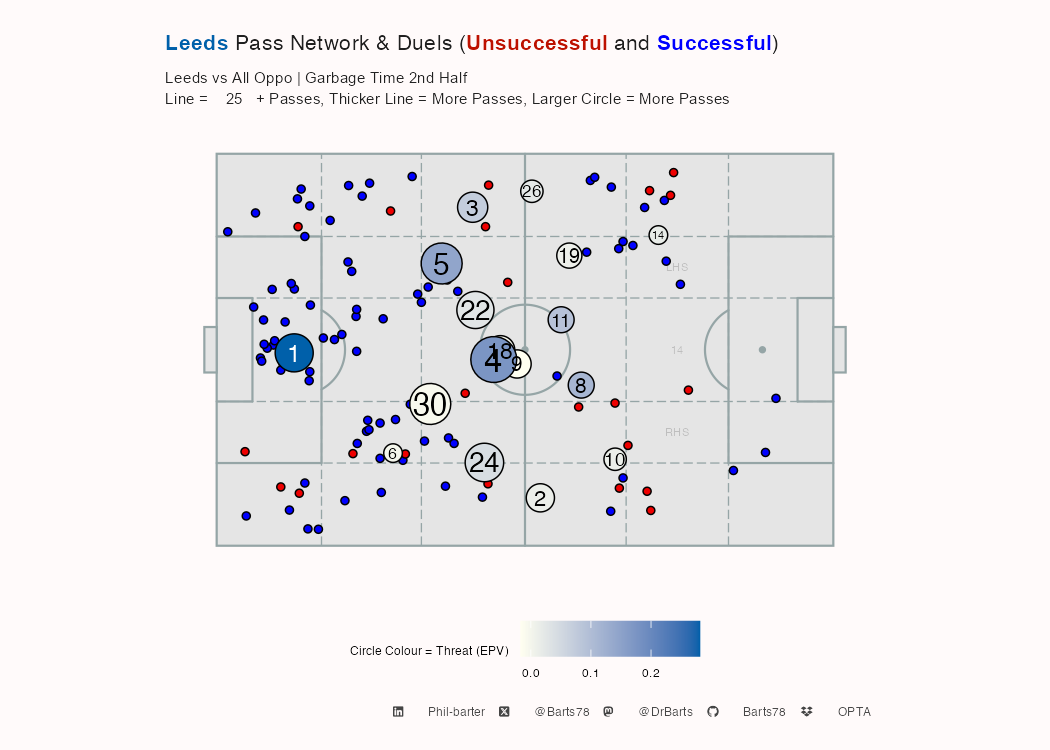 Leeds Pass Network & Duels (Unsuccessful and Successful)
Leeds vs All Oppo | Garbage Time 2nd Half
Line = 25 + Passes, Thicker Line = More Passes, Larger Circle = More Passes
26
3
14
19
5
LHS
22
11
18
14
1
4
9
8
30
RHS
6
10
24
2
Circle Colour = Threat (EPV)
0.0 0.1 0.2
Phil-barter @Barts78 @DrBarts Barts78 OPTA